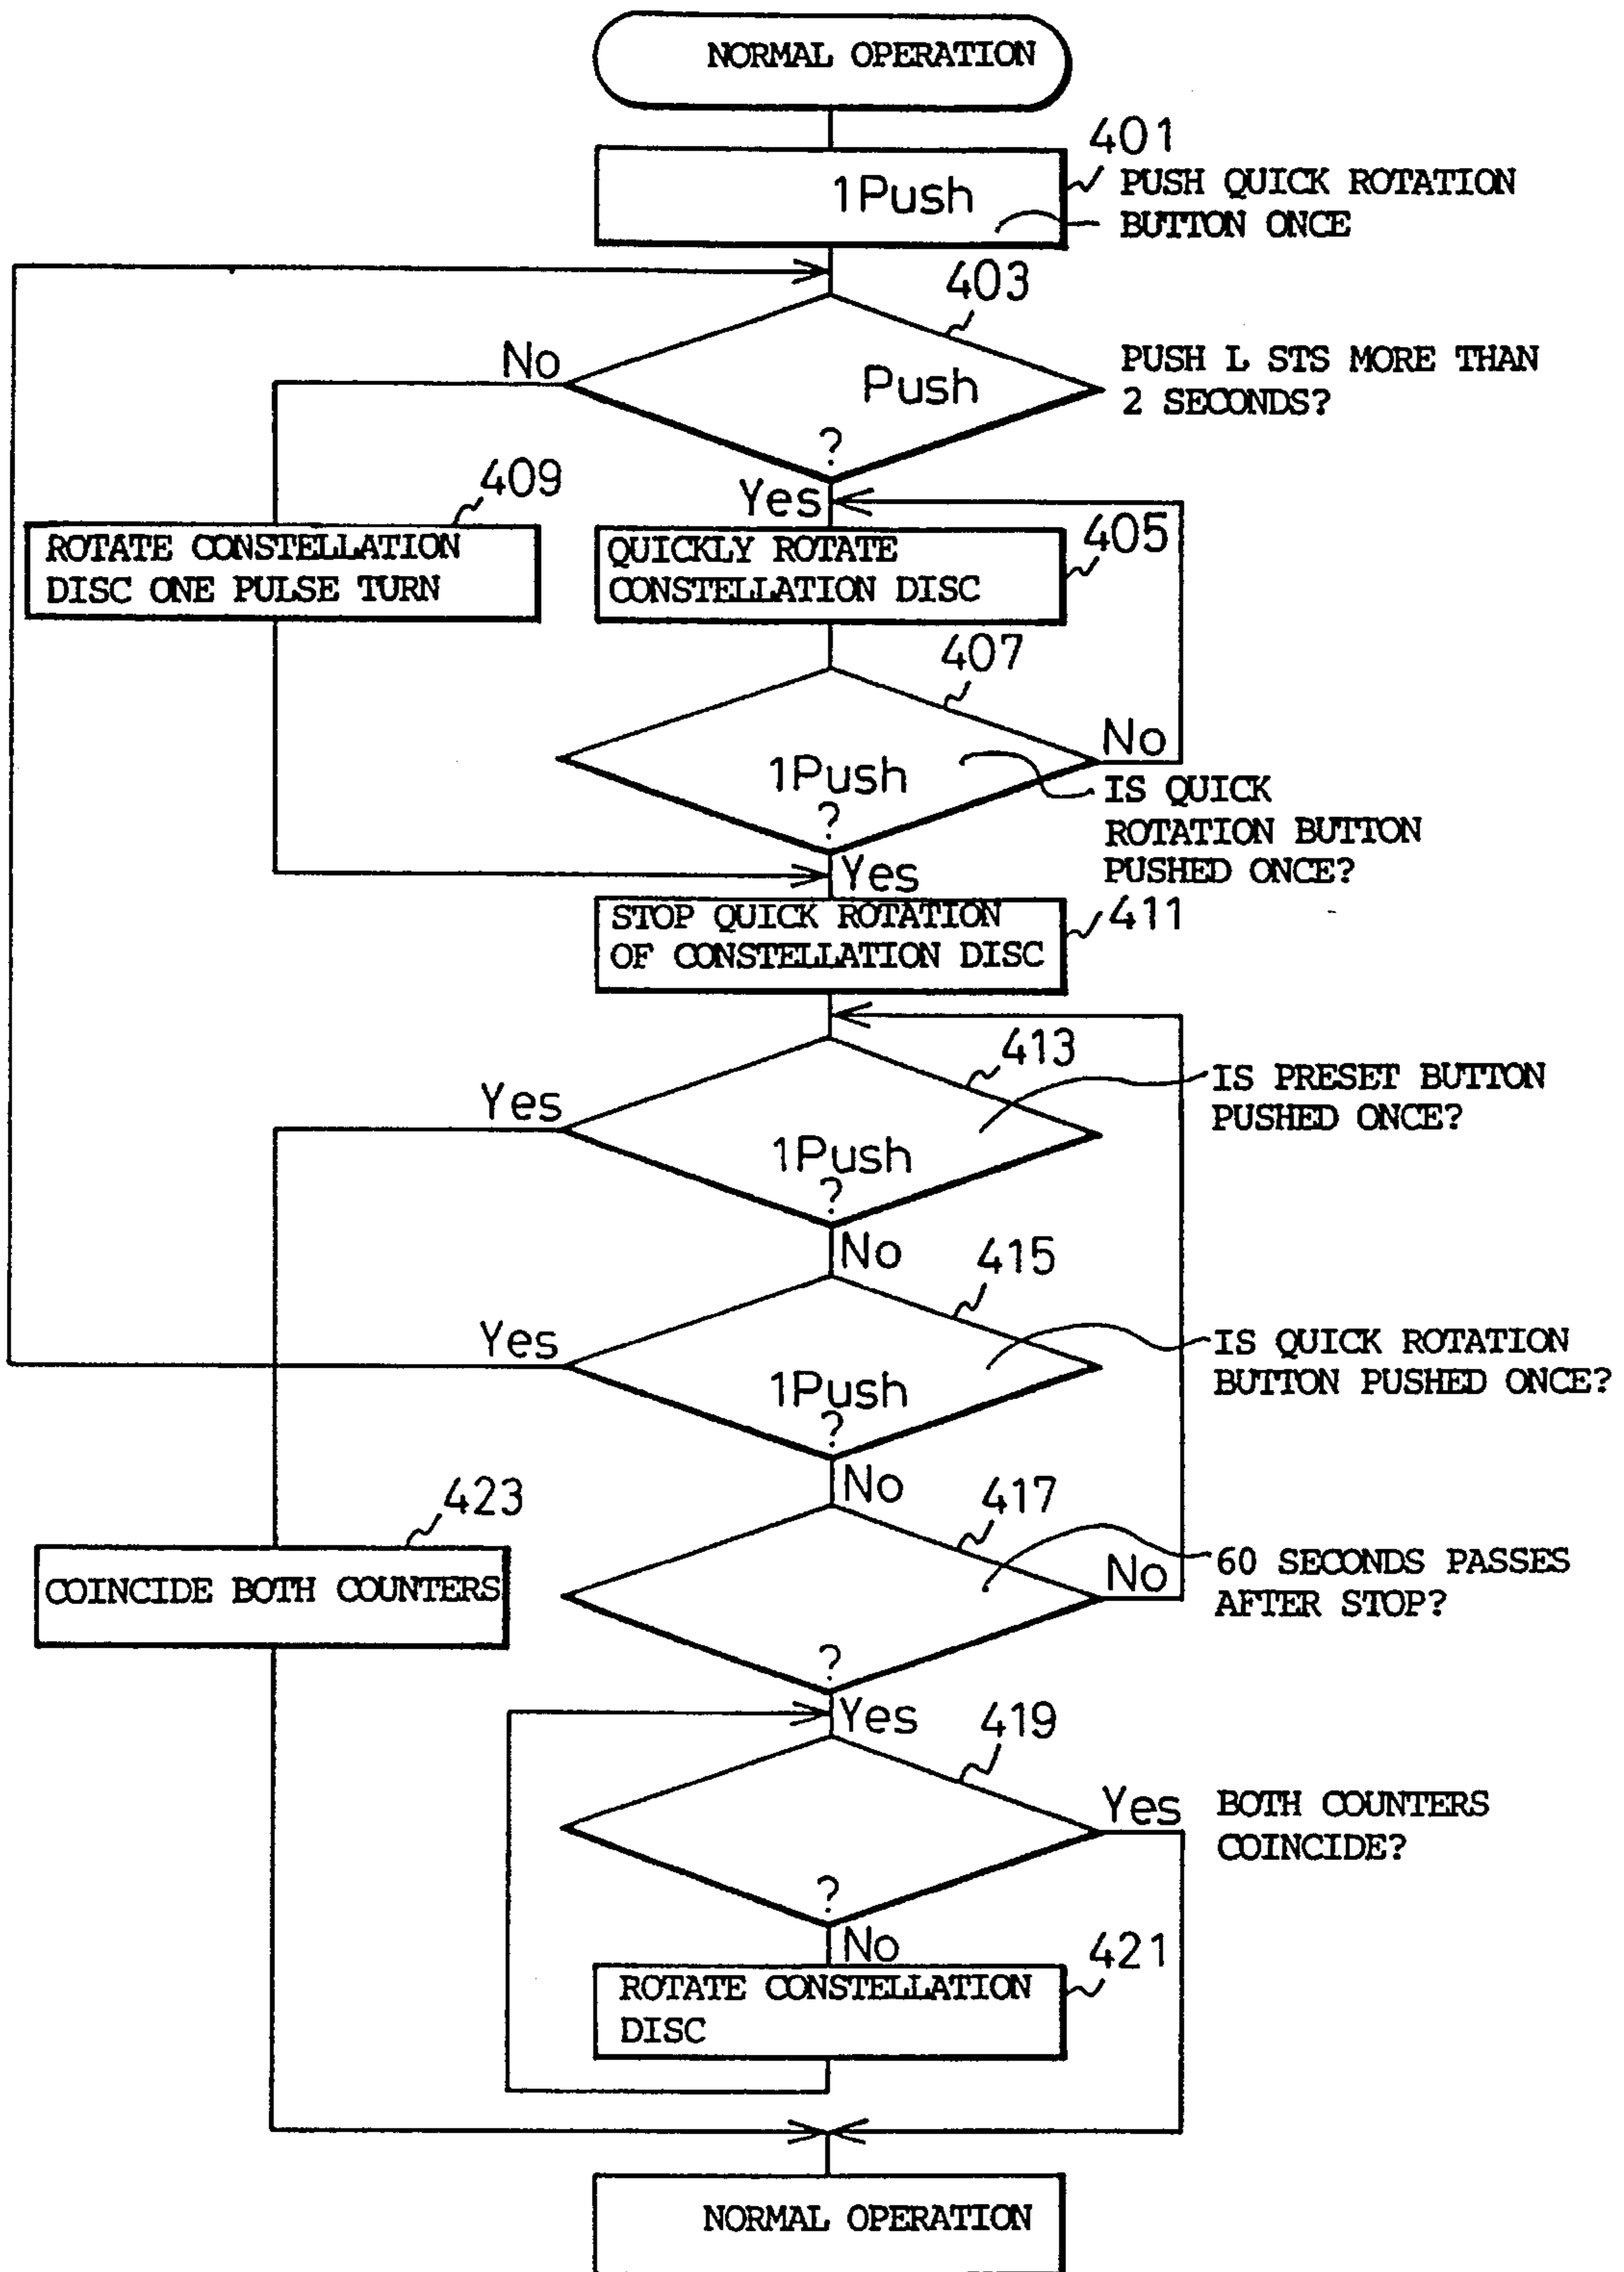 NORMAL OPERATION
401
1Push
PUSH QUICK ROTATION
BUTTON ONCE
403
No
Push
?
PUSH L STS MORE THAN
2 SECONDS?
Yes
409
ROTATE CONSTELLATION
DISC ONE PULSE TURN
405
QUICKLY ROTATE
CONSTELLATION DISC
407
No
1Push
?
IS QUICK
ROTATION BUTTON
PUSHED ONCE?
Yes
411
STOP QUICK ROTATION
OF CONSTELLATION DISC
413
Yes
1Push
?
IS PRESET BUTTON
PUSHED ONCE?
No
415
Yes
1Push
?
IS QUICK ROTATION
BUTTON PUSHED ONCE?
No
417
423
COINCIDE BOTH COUNTERS
No
60 SECONDS PASSES
AFTER STOP?
?
Yes
419
Yes
BOTH COUNTERS
COINCIDE?
?
No
421
ROTATE CONSTELLATION
DISC
NORMAL OPERATION